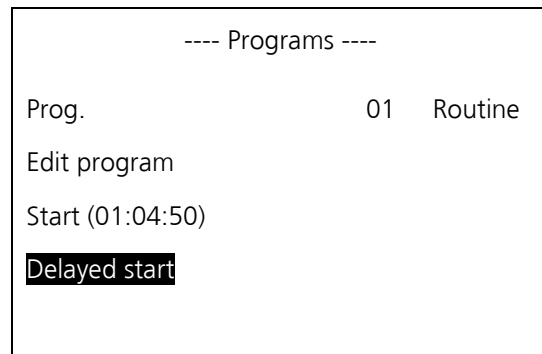 ---- Programs ----
Prog. 01 Routine
Edit program
Start (01:04:50)
Delayed start